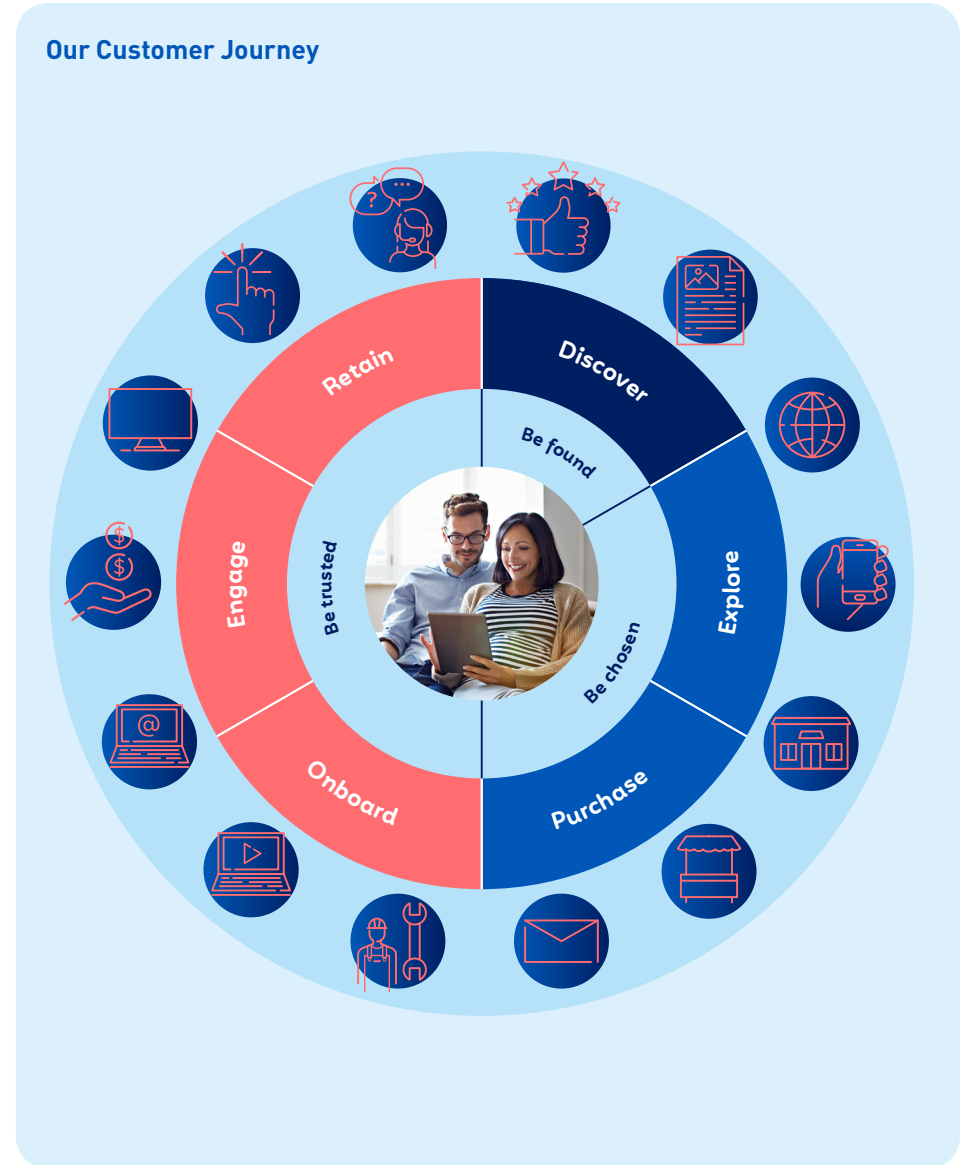 Our Customer Journey
?
...
Discover
Retain
Be found
Engage
Be trusted
Explore
Be chosen
$
$
@
Onboard
Purchase